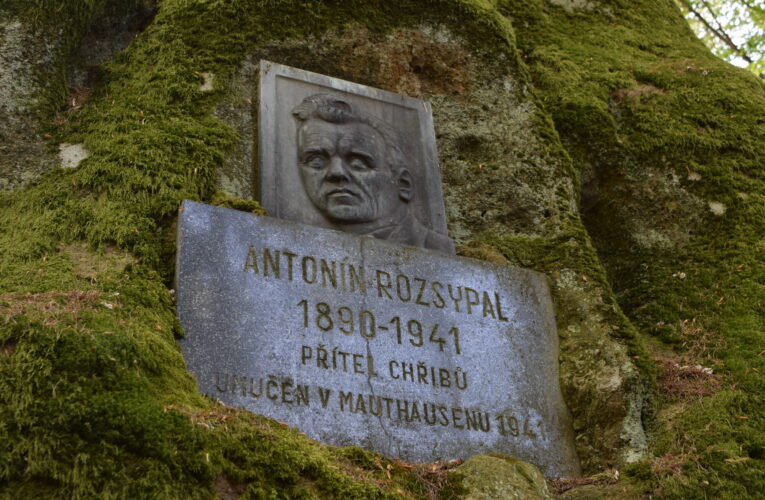 ANTONÍN ROZSYPAL
1890-1941
PŘÍTEL CHŘIBŮ
UMUČEN V MAUTHAUSENU 1941